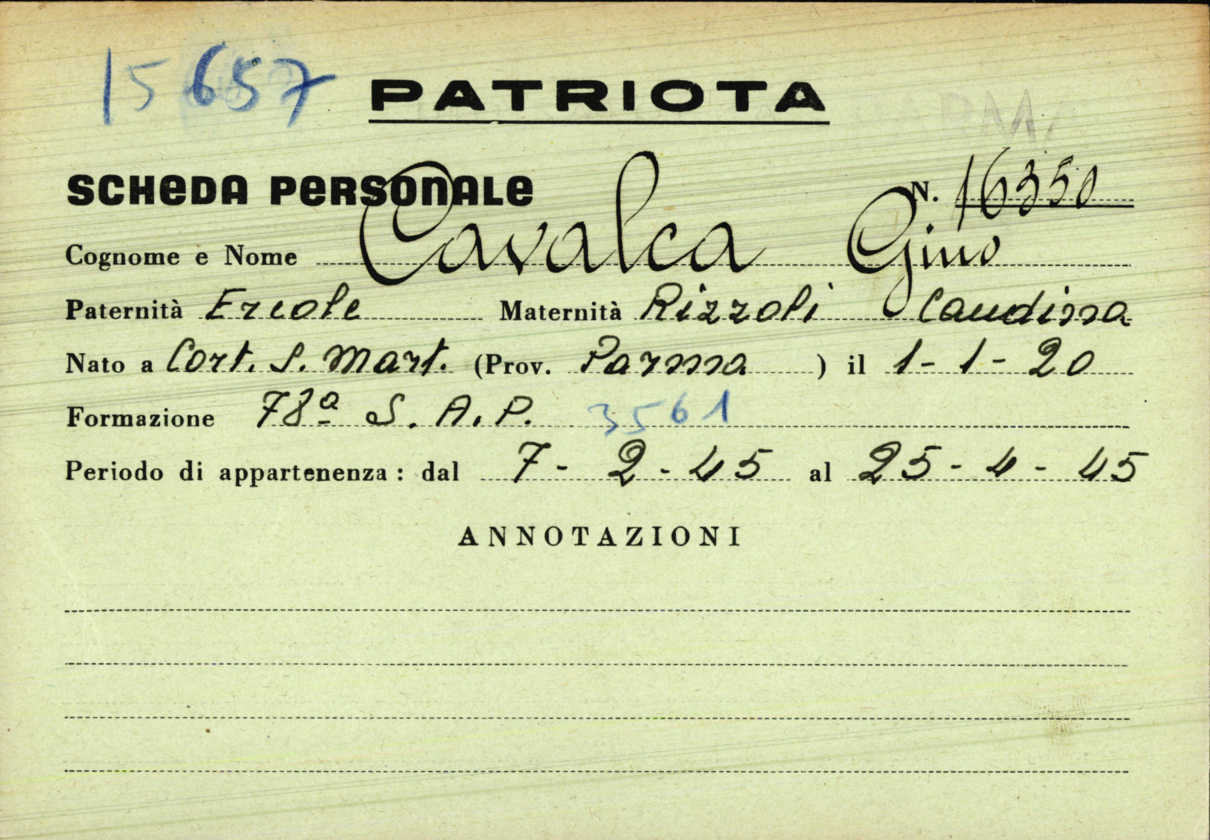 15657
PATRIOTA
SCHEDA PERSONALE N. 16350
Cognome e Nome Cavalca Gino
Paternità Ercole Maternità Rizzoli Caudina
Nato a Cort. S. Mart. (Prov. Parma ) il 1-1-20
Formazione 78ª S.A.P. 3561
Periodo di appartenenza: dal 7-2-45 al 25-4-45
ANNOTAZIONI